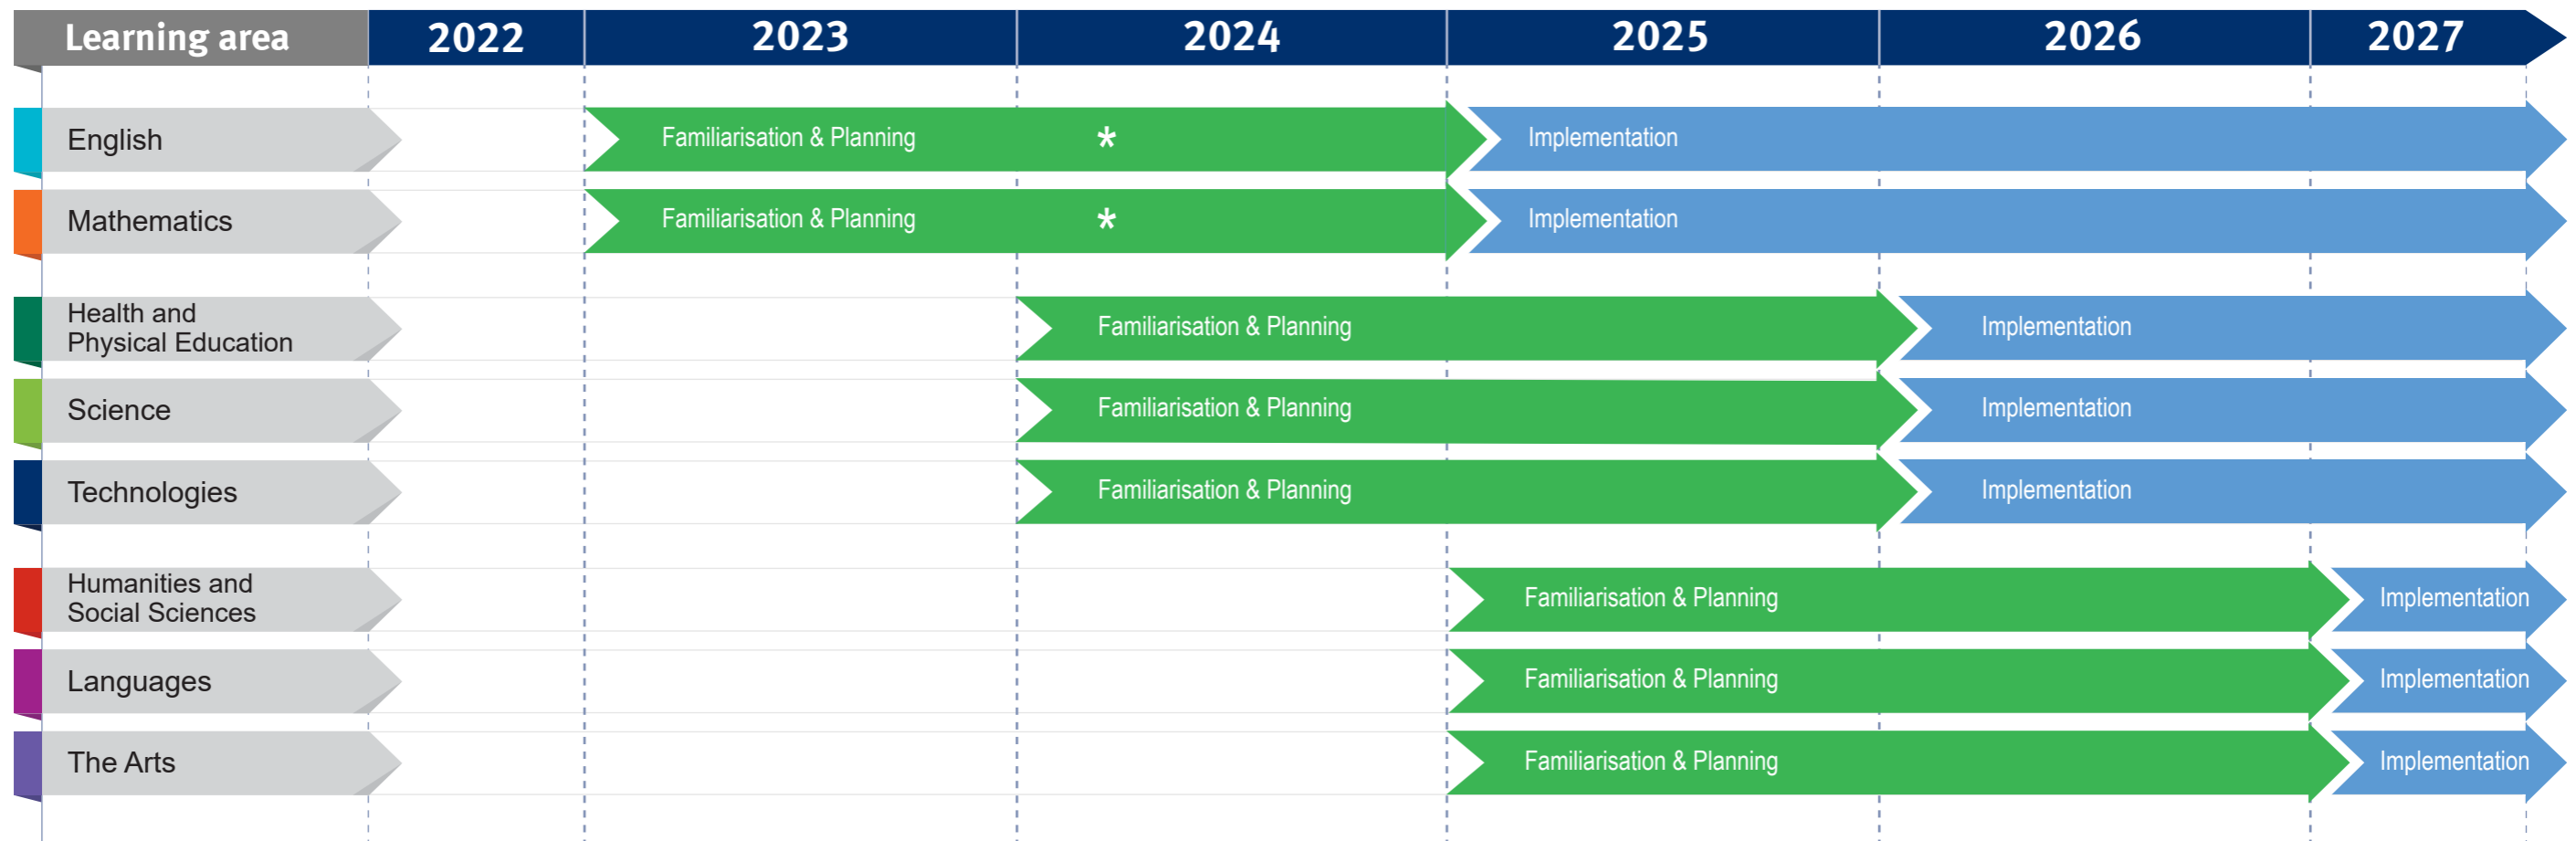 Learning area 2022 2023 2024 2025 2026 2027
English Familiarisation & Planning * Implementation
Mathematics Familiarisation & Planning * Implementation
Health and
Physical Education Familiarisation & Planning Implementation
Science Familiarisation & Planning Implementation
Technologies Familiarisation & Planning Implementation
Humanities and
Social Sciences Familiarisation & Planning Implementation
Languages Familiarisation & Planning Implementation
The Arts Familiarisation & Planning Implementation